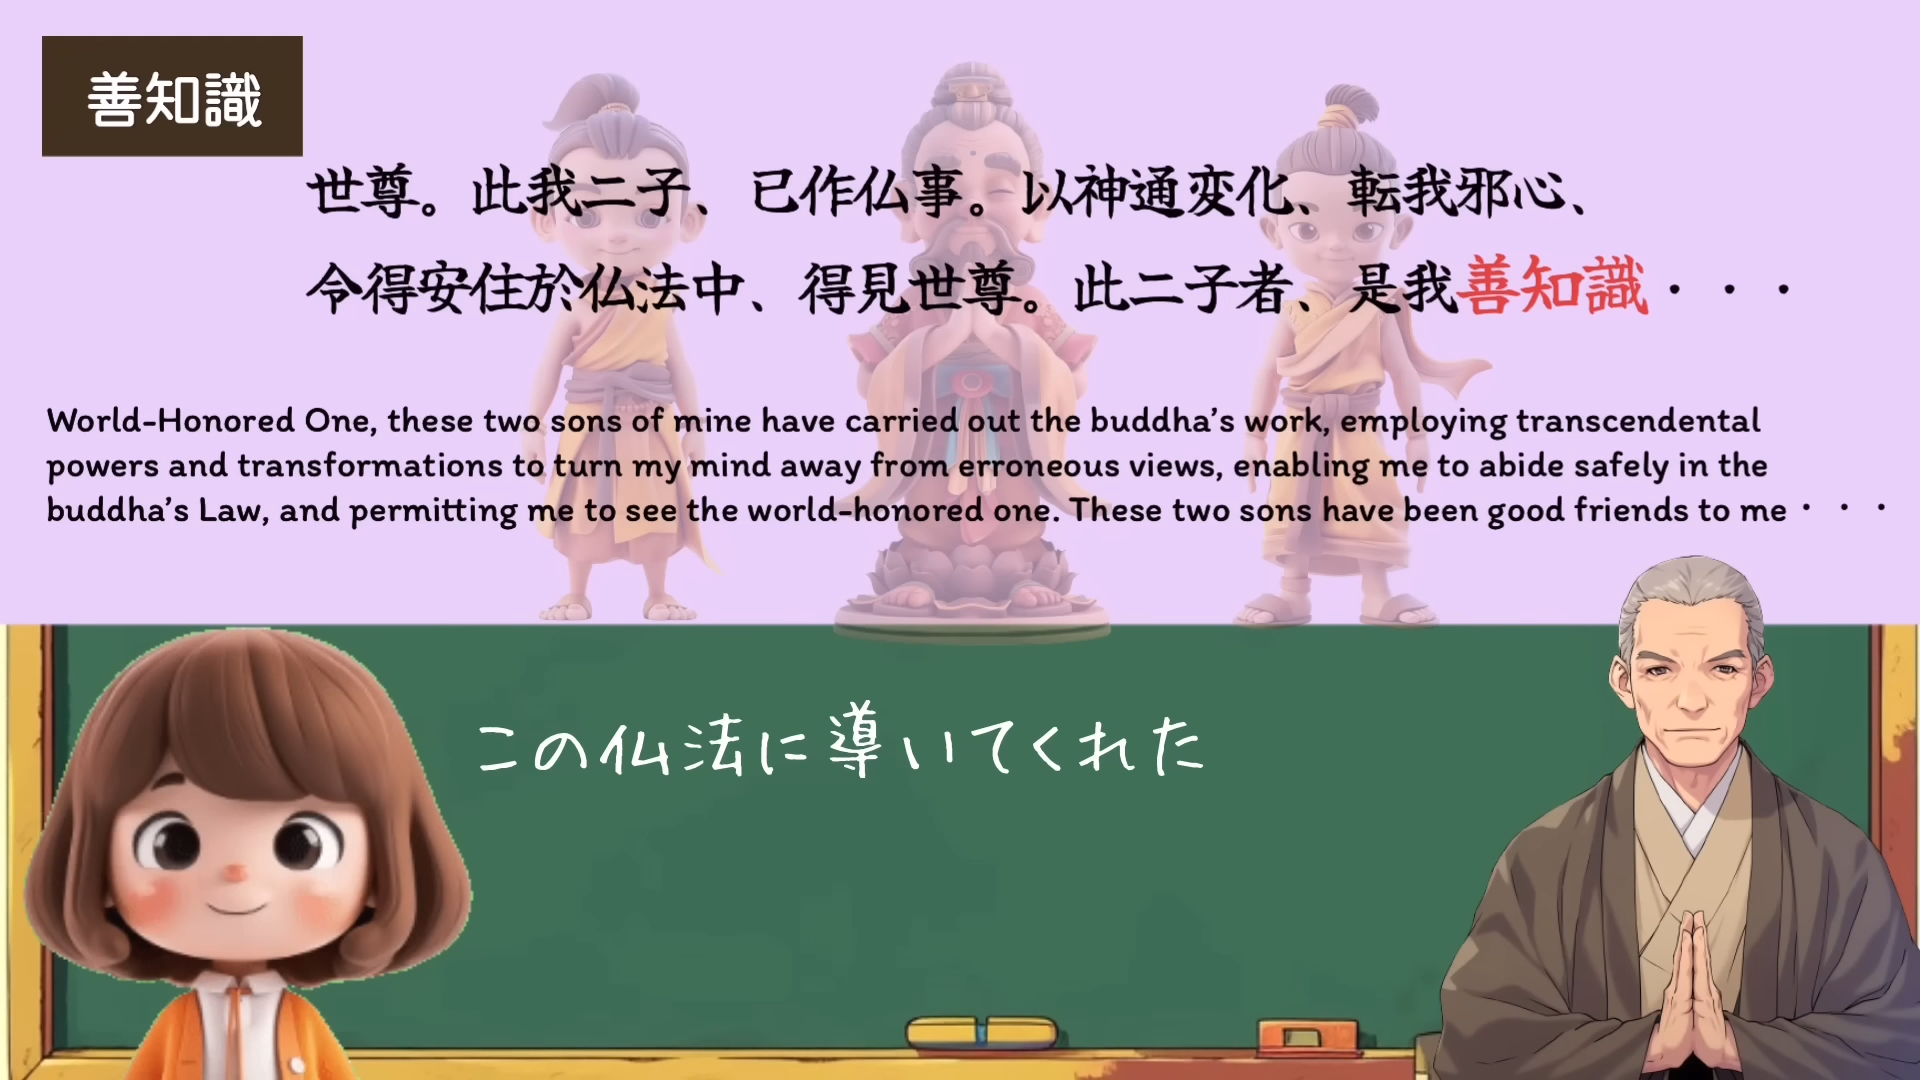 善知識
世尊。此我二子、已作仏事。以神通変化、転我邪心、
令得安住於仏法中、得見世尊。此二子者、是我善知識・・・
World-Honored One, these two sons of mine have carried out the buddha’s work, employing transcendental
powers and transformations to turn my mind away from erroneous views, enabling me to abide safely in the
buddha’s Law, and permitting me to see the world-honored one. These two sons have been good friends to me・・・
この仏法に導いてくれた